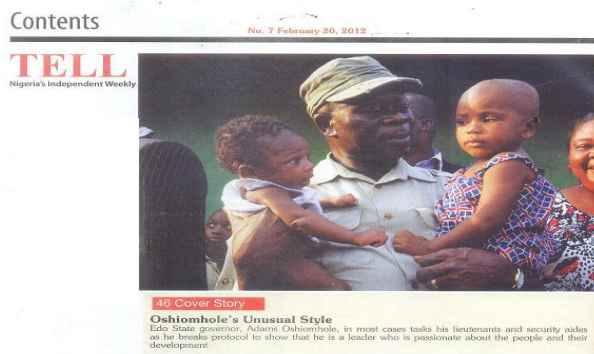 Contents
No. 7 February 20, 2012
TELL
Nigeria's Independent Weekly
46 Cover Story
Oshiomhole's Unusual Style
Edo State governor, Adams Oshiomhole, in most cases tasks his lieutenants and security aides
as he breaks protocol to show that he is a leader who is passionate about the people and their
development